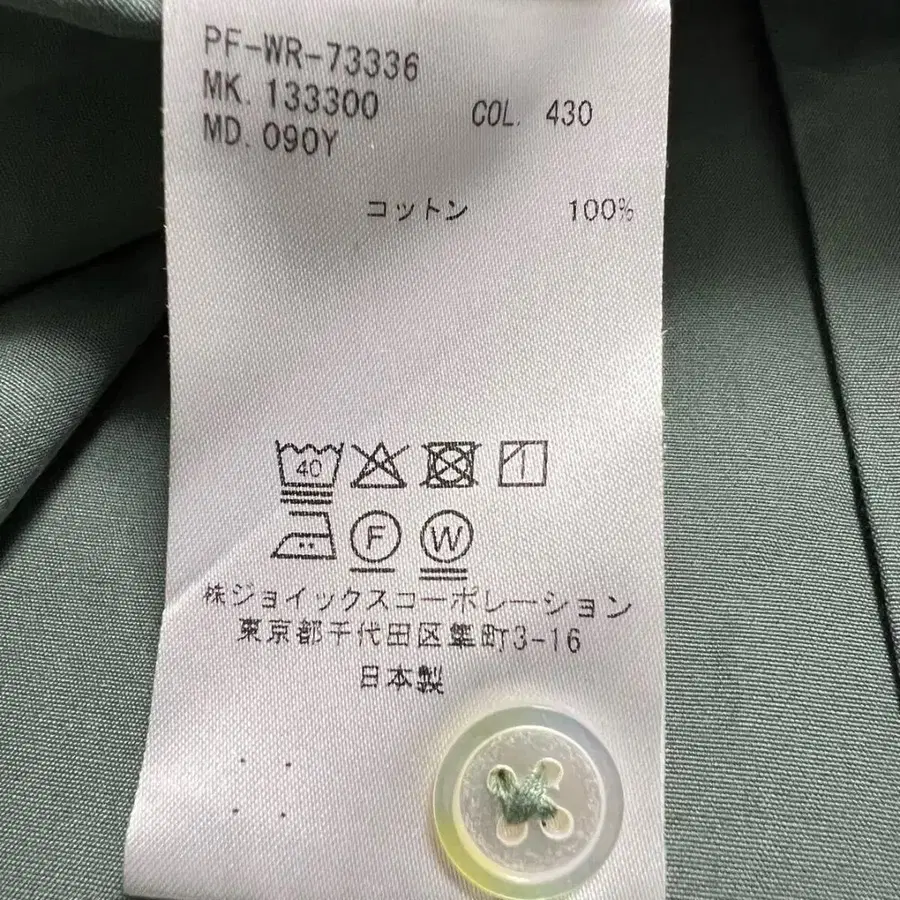 PF-WR-73336
MK. 133300
COL. 430
MD. 090Y
コットン 100%
40
F W
株ジョイックスコーポレーション
東京都千代田区隼町3-16
日本製